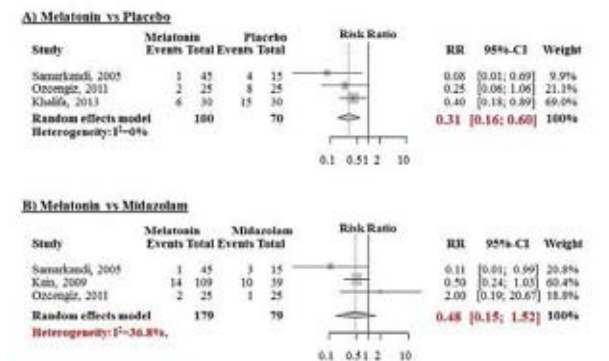 A) Melatonin vs Placebo
Melatonin Placebo Risk Ratio
Study Events Total Events Total RR 95%-CI Weight
Samarkandi, 2005 1 45 4 15 0.08 [0.01; 0.69] 9.9%
Ozcengiz, 2011 2 25 8 25 0.25 [0.06; 1.06] 21.1%
Khalifa, 2013 6 30 15 30 0.40 [0.18; 0.89] 69.0%
Random effects model 100 70 0.31 [0.16; 0.60] 100%
Heterogeneity: I²=0%
0.1 0.51 2 10
B) Melatonin vs Midazolam
Melatonin Midazolam Risk Ratio
Study Events Total Events Total RR 95%-CI Weight
Samarkandi, 2005 1 45 3 15 0.11 [0.01; 0.99] 20.8%
Kain, 2009 14 109 10 39 0.50 [0.24; 1.03] 60.4%
Ozcengiz, 2011 2 25 1 25 2.00 [0.19; 20.67] 18.8%
Random effects model 179 79 0.48 [0.15; 1.52] 100%
Heterogeneity: I²=36.8%,
0.1 0.51 2 10